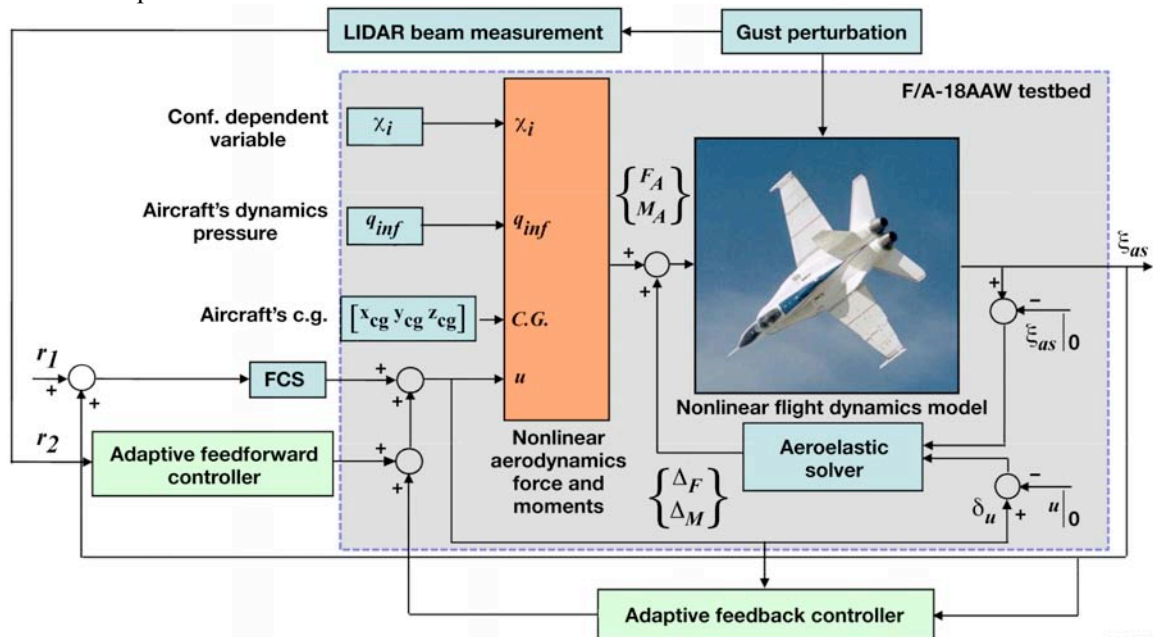 LIDAR beam measurement
Gust perturbation
F/A-18AAW testbed
Conf. dependent
variable
χi
χi
Aircraft's dynamics
pressure
qinf
qinf
{FA
MA}
ξas
Aircraft's c.g.
[xcg ycg zcg]
C.G.
+
+
+
−
ξas|0
r1
+
+
FCS
+
+
u
Nonlinear flight dynamics model
r2
Adaptive feedforward
controller
+
+
Nonlinear
aerodynamics
force and
moments
Aeroelastic
solver
{ΔF
ΔM}
δu
+
−
u|0
Adaptive feedback controller